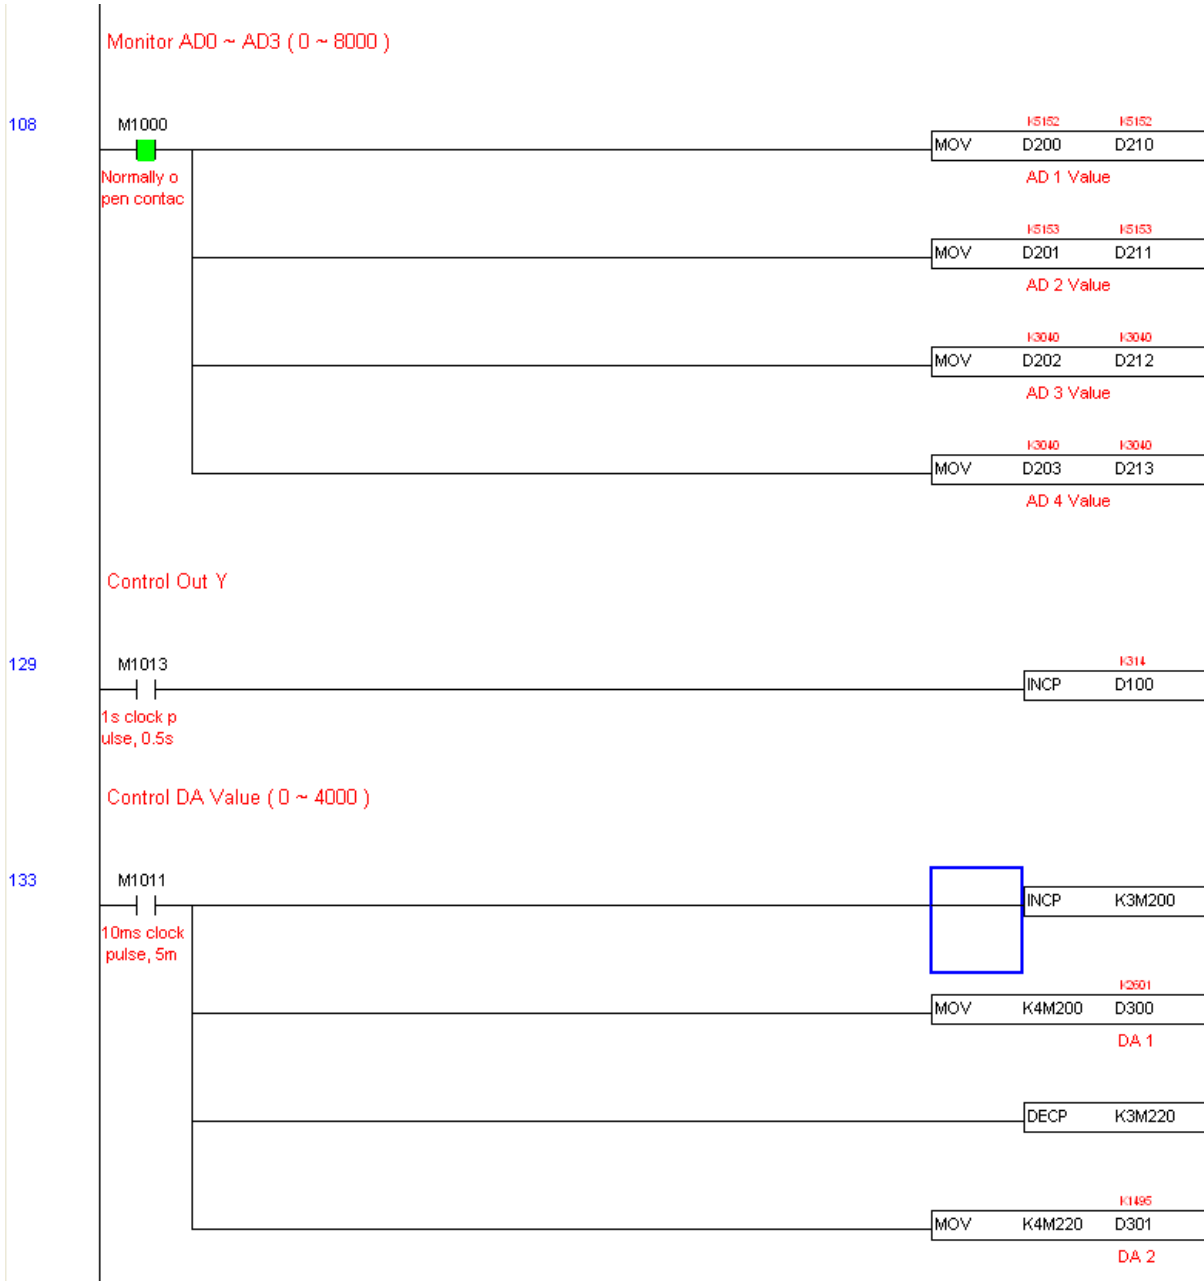 Monitor AD0 ~ AD3 ( 0 ~ 8000 )
108
M1000
K5152 K5152
MOV D200 D210
Normally o
pen contac
AD 1 Value
K5153 K5153
MOV D201 D211
AD 2 Value
K3040 K3040
MOV D202 D212
AD 3 Value
K3040 K3040
MOV D203 D213
AD 4 Value
Control Out Y
129
M1013
K314
INCP D100
1s clock p
ulse, 0.5s
Control DA Value ( 0 ~ 4000 )
133
M1011
INCP K3M200
10ms clock
pulse, 5m
K2601
MOV K4M200 D300
DA 1
DECP K3M220
K1495
MOV K4M220 D301
DA 2